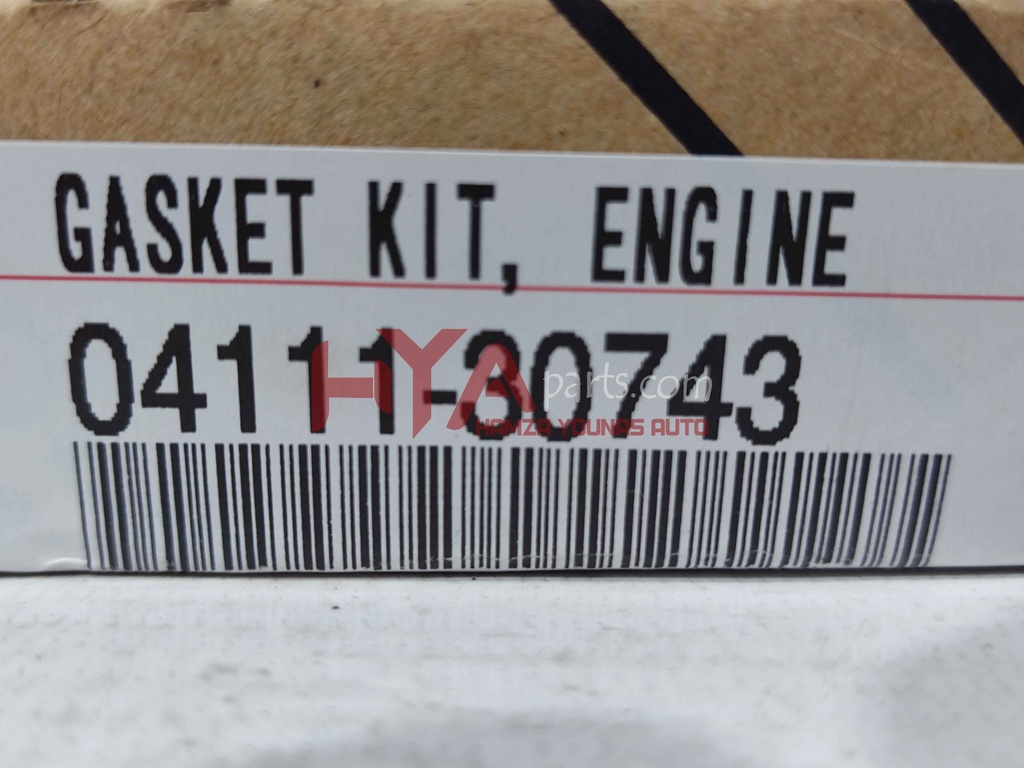 GASKET KIT, ENGINE
04111-30743
HYAparts.com
HAMZA YOUNAS AUTO